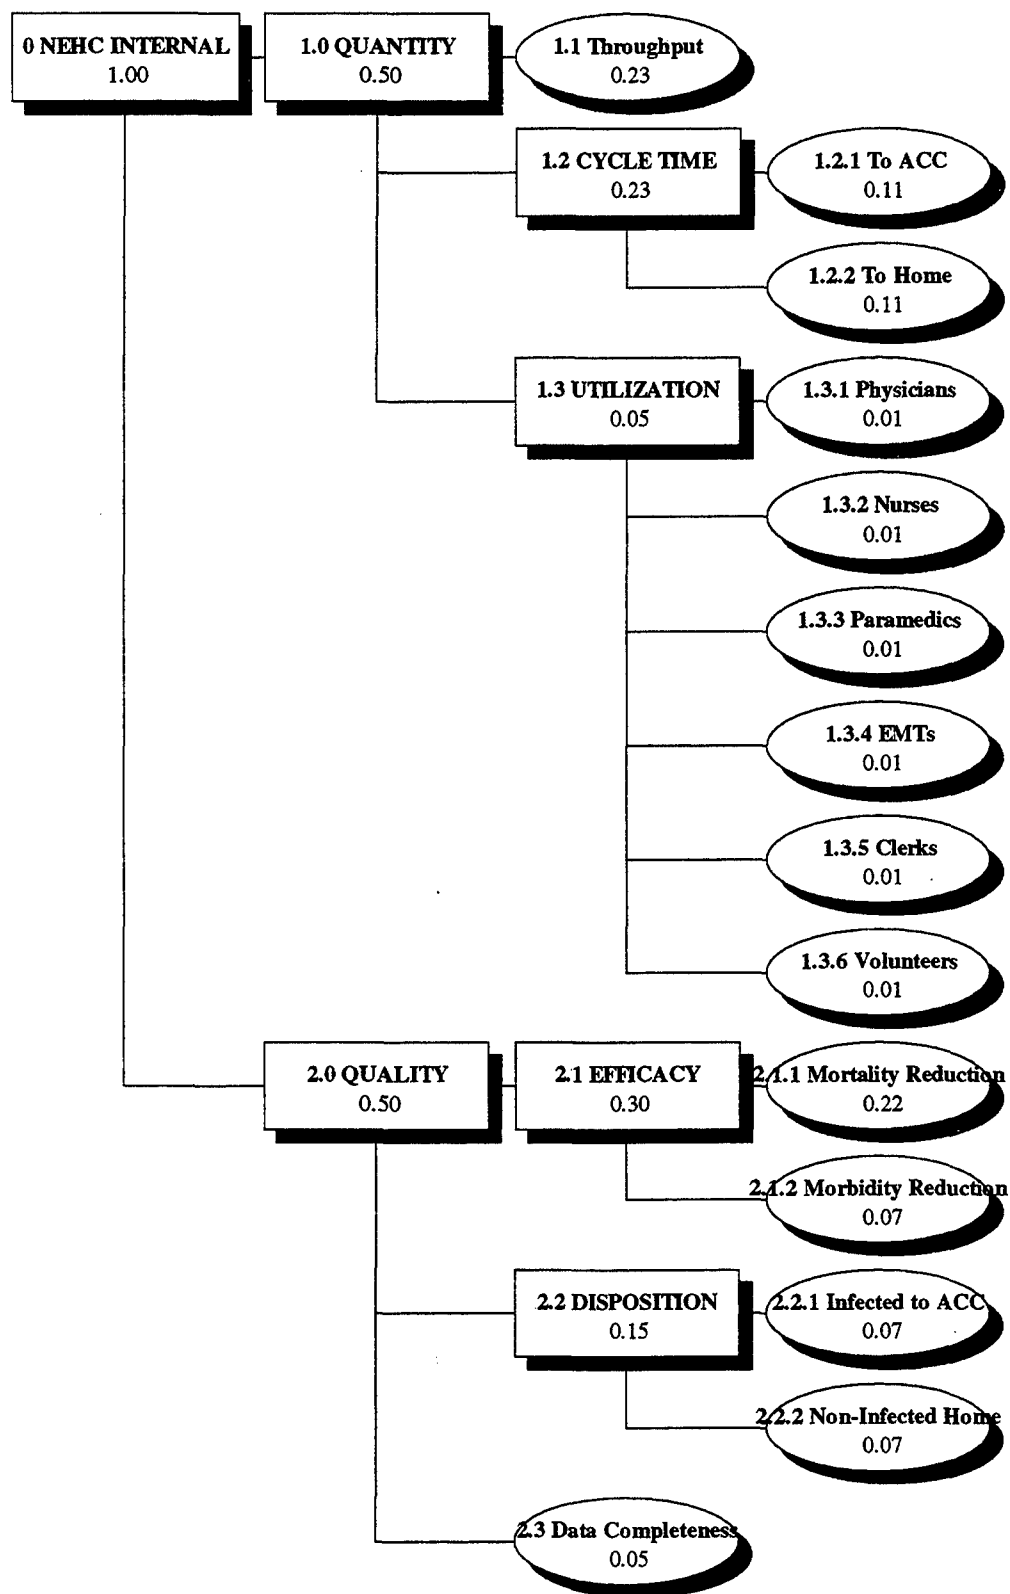 0 NEHC INTERNAL
1.00
1.0 QUANTITY
0.50
1.1 Throughput
0.23
1.2 CYCLE TIME
0.23
1.2.1 To ACC
0.11
1.2.2 To Home
0.11
1.3 UTILIZATION
0.05
1.3.1 Physicians
0.01
1.3.2 Nurses
0.01
1.3.3 Paramedics
0.01
1.3.4 EMTs
0.01
1.3.5 Clerks
0.01
1.3.6 Volunteers
0.01
2.0 QUALITY
0.50
2.1 EFFICACY
0.30
2.1.1 Mortality Reduction
0.22
2.1.2 Morbidity Reduction
0.07
2.2 DISPOSITION
0.15
2.2.1 Infected to ACC
0.07
2.2.2 Non-Infected Home
0.07
2.3 Data Completeness
0.05